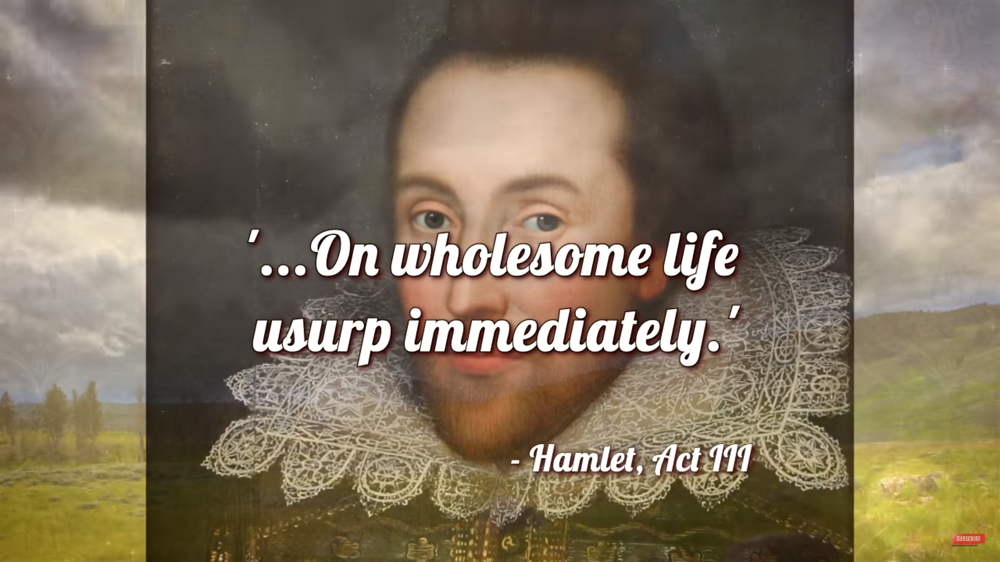 '...On wholesome life
usurp immediately.'
- Hamlet, Act III
SUBSCRIBE